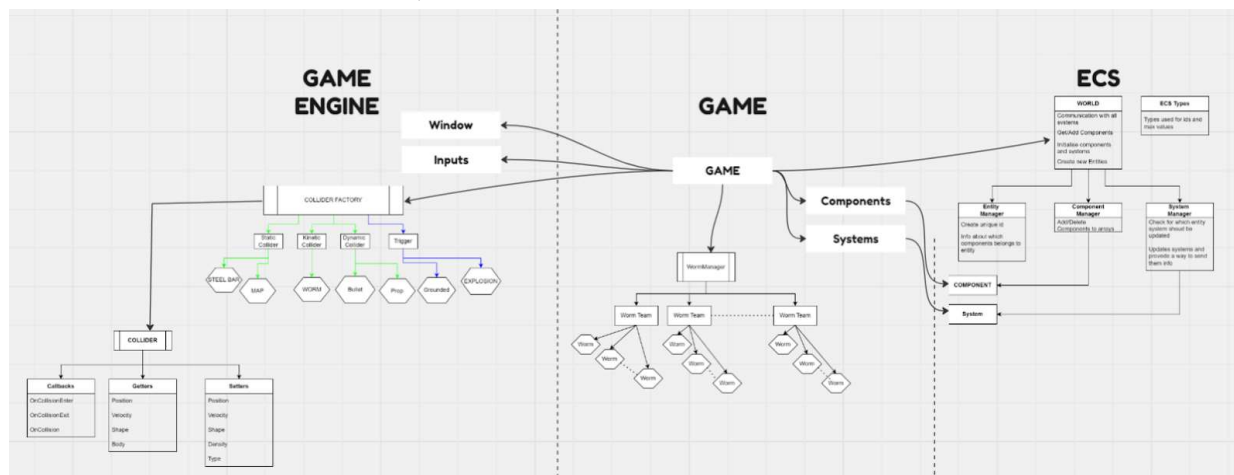 GAME
ENGINE
Window
Inputs
COLLIDER FACTORY
Static
Collider
Kinetic
Collider
Dynamic
Collider
Trigger
STEEL BAR
MAP
WORM
Bullet
Prop
Grounded
EXPLOSION
COLLIDER
Callbacks
OnCollisionEnter
OnCollisionExit
OnCollision
Getters
Position
Velocity
Shape
Body
Setters
Position
Velocity
Shape
Density
Type
GAME
GAME
Components
Systems
WormManager
Worm Team
Worm Team
Worm Team
Worm
Worm
Worm
Worm
Worm
Worm
Worm
Worm
Worm
ECS
WORLD
Communication with all
systems
Get/Add Components
Initialise components
and systems
Create new Entities
ECS Types
Types used for ids and
max values
Entity
Manager
Create unique id
Info about which
components belongs to
entity
Component
Manager
Add/Delete
Components to arrays
System
Manager
Check for which entity
system should be
updated
Updates systems and
provides a way to send
them info
COMPONENT
System